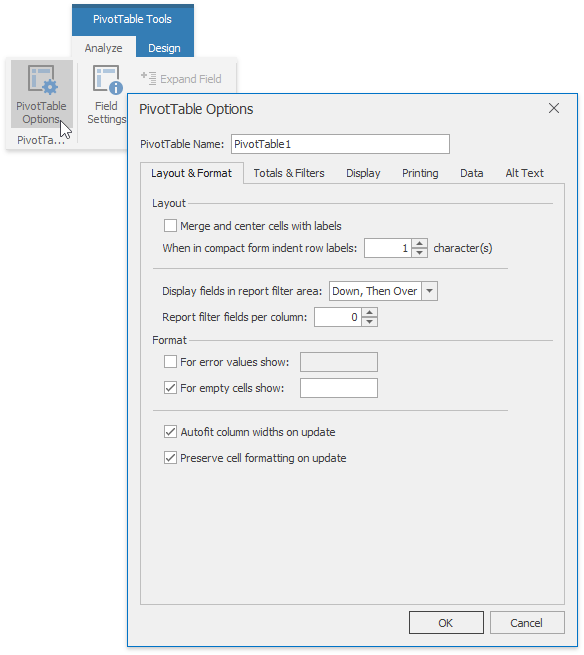 PivotTable Tools
Analyze Design
PivotTable Options
Field Settings
Expand Field
PivotTa...
PivotTable Options
PivotTable Name: PivotTable1
Layout & Format Totals & Filters Display Printing Data Alt Text
Layout
Merge and center cells with labels
When in compact form indent row labels: 1 character(s)
Display fields in report filter area: Down, Then Over
Report filter fields per column: 0
Format
For error values show:
For empty cells show:
Autofit column widths on update
Preserve cell formatting on update
OK Cancel